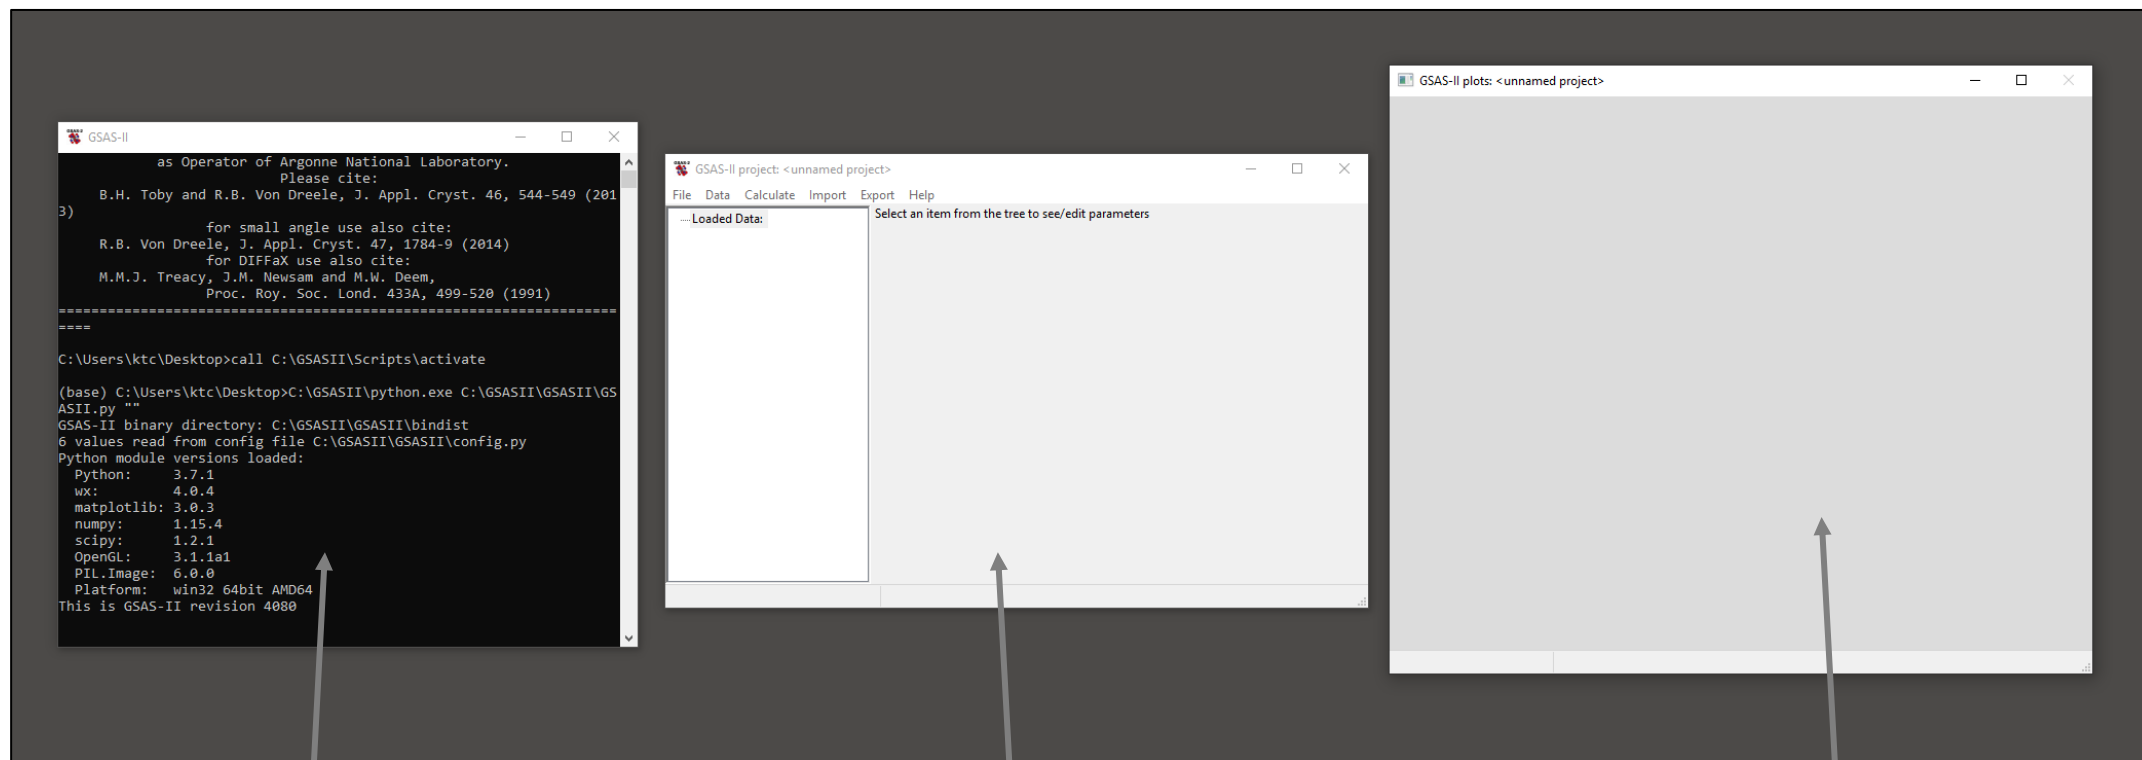 GSAS-II
as Operator of Argonne National Laboratory.
Please cite:
B.H. Toby and R.B. Von Dreele, J. Appl. Cryst. 46, 544-549 (201
3)
for small angle use also cite:
R.B. Von Dreele, J. Appl. Cryst. 47, 1784-9 (2014)
for DIFFaX use also cite:
M.M.J. Treacy, J.M. Newsam and M.W. Deem,
Proc. Roy. Soc. Lond. 433A, 499-520 (1991)
====================================================================
====
C:\Users\ktc\Desktop>call C:\GSASII\Scripts\activate
(base) C:\Users\ktc\Desktop>C:\GSASII\python.exe C:\GSASII\GSASII\GS
ASII.py ""
GSAS-II binary directory: C:\GSASII\GSASII\bindist
6 values read from config file C:\GSASII\GSASII\config.py
Python module versions loaded:
Python: 3.7.1
wx: 4.0.4
matplotlib: 3.0.3
numpy: 1.15.4
scipy: 1.2.1
OpenGL: 3.1.1a1
PIL.Image: 6.0.0
Platform: win32 64bit AMD64
This is GSAS-II revision 4080
GSAS-II project: <unnamed project>
File Data Calculate Import Export Help
Loaded Data:
Select an item from the tree to see/edit parameters
GSAS-II plots: <unnamed project>